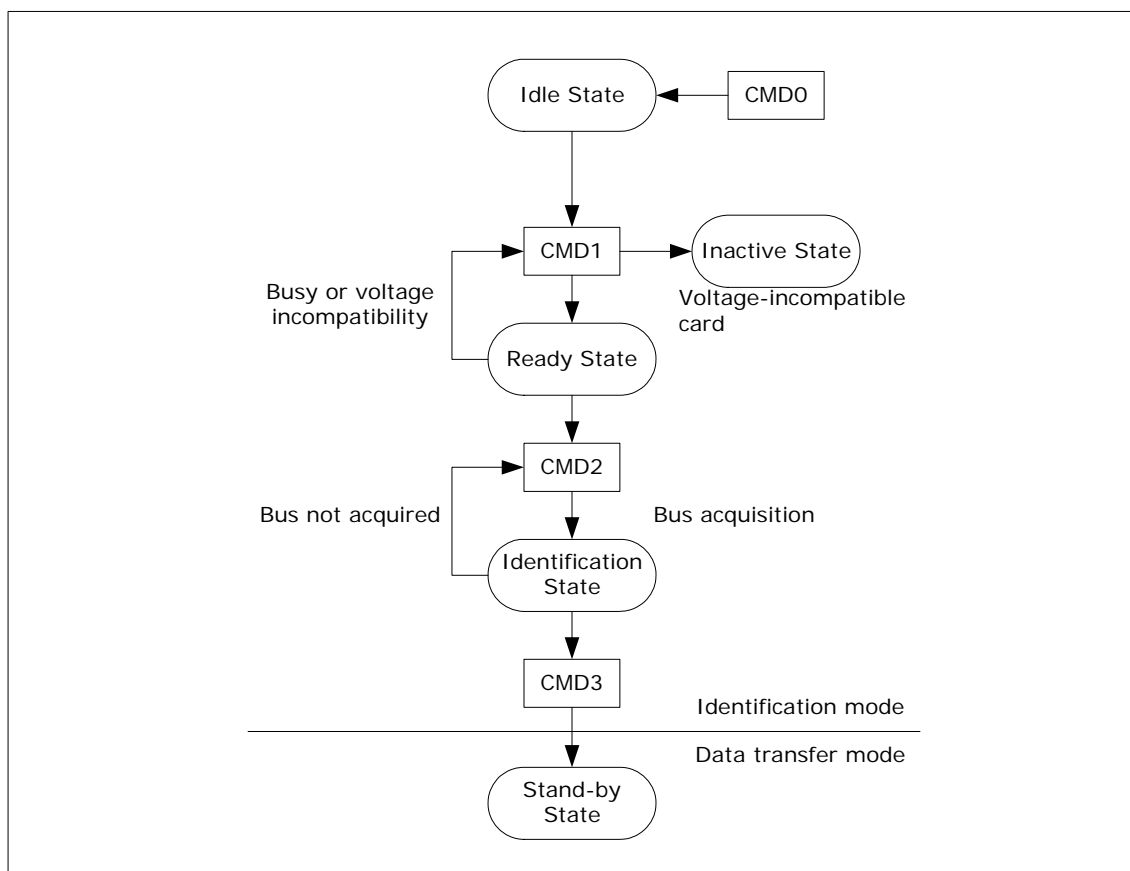 Idle State
CMD0
CMD1
Inactive State
Busy or voltage
incompatibility
Voltage-incompatible
card
Ready State
CMD2
Bus not acquired
Bus acquisition
Identification
State
CMD3
Identification mode
Data transfer mode
Stand-by
State